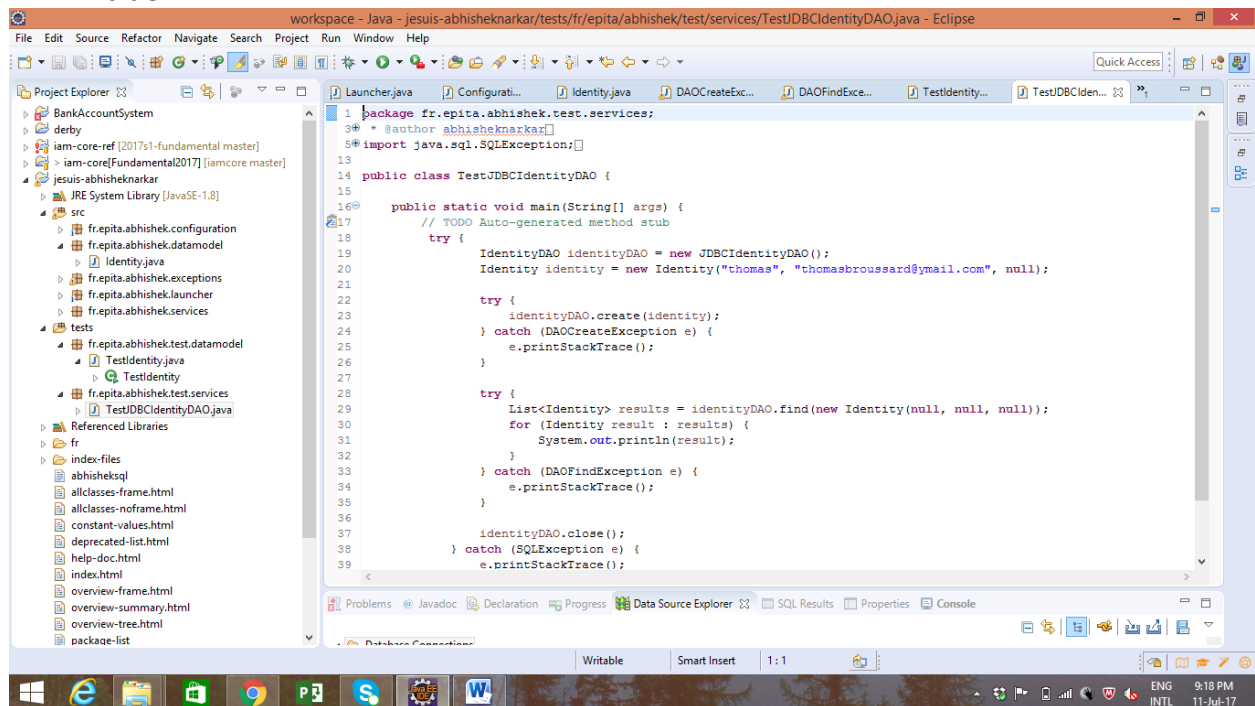 workspace - Java - jesuis-abhisheknarkar/tests/fr/epita/abhishek/test/services/TestJDBCIdentityDAO.java - Eclipse
File Edit Source Refactor Navigate Search Project Run Window Help
Quick Access
Project Explorer
Launcher.java Configurati... Identity.java DAOCreateExc... DAOFindExce... TestIdentity... TestJDBCIden... »1
BankAccountSystem
derby
iam-core-ref [2017s1-fundamental master]
> iam-core[Fundamental2017] [iamcore master]
jesuis-abhisheknarkar
JRE System Library [JavaSE-1.8]
src
fr.epita.abhishek.configuration
fr.epita.abhishek.datamodel
Identity.java
fr.epita.abhishek.exceptions
fr.epita.abhishek.launcher
fr.epita.abhishek.services
tests
fr.epita.abhishek.test.datamodel
TestIdentity.java
TestIdentity
fr.epita.abhishek.test.services
TestJDBCIdentityDAO.java
Referenced Libraries
fr
index-files
abhisheksql
allclasses-frame.html
allclasses-noframe.html
constant-values.html
deprecated-list.html
help-doc.html
index.html
overview-frame.html
overview-summary.html
overview-tree.html
package-list
1 package fr.epita.abhishek.test.services;
3 * @author abhisheknarkar
5 import java.sql.SQLException;
13
14 public class TestJDBCIdentityDAO {
15
16 public static void main(String[] args) {
17 // TODO Auto-generated method stub
18 try {
19 IdentityDAO identityDAO = new JDBCIdentityDAO();
20 Identity identity = new Identity("thomas", "thomasbroussard@ymail.com", null);
21
22 try {
23 identityDAO.create(identity);
24 } catch (DAOCreateException e) {
25 e.printStackTrace();
26 }
27
28 try {
29 List<Identity> results = identityDAO.find(new Identity(null, null, null));
30 for (Identity result : results) {
31 System.out.println(result);
32 }
33 } catch (DAOFindException e) {
34 e.printStackTrace();
35 }
36
37 identityDAO.close();
38 } catch (SQLException e) {
39 e.printStackTrace();
Problems @ Javadoc Declaration Progress Data Source Explorer SQL Results Properties Console
Database Connections
Writable Smart Insert 1:1
ENG 9:18 PM
INTL 11-Jul-17